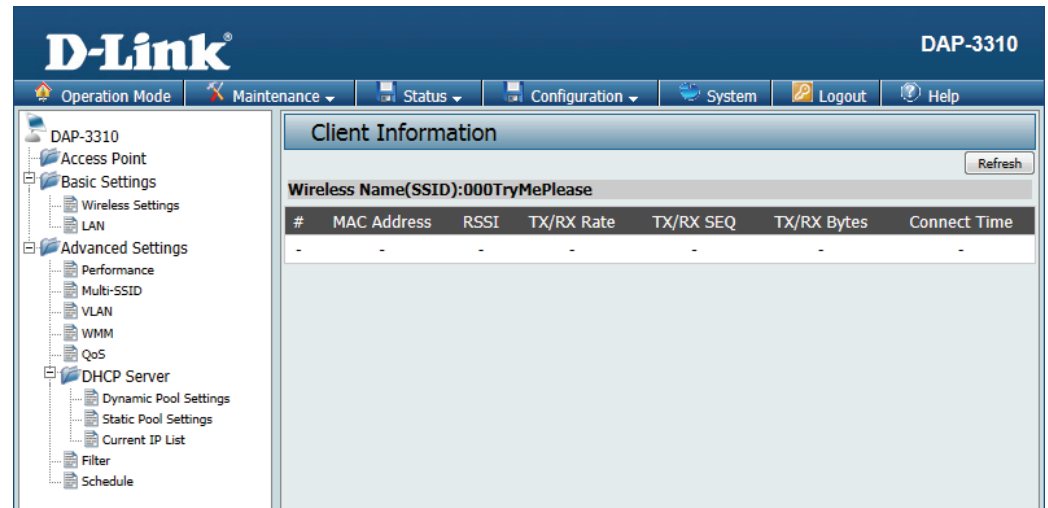 D-Link®
DAP-3310
Operation Mode Maintenance Status Configuration System Logout Help
DAP-3310
Access Point
Basic Settings
Wireless Settings
LAN
Advanced Settings
Performance
Multi-SSID
VLAN
WMM
QoS
DHCP Server
Dynamic Pool Settings
Static Pool Settings
Current IP List
Filter
Schedule
Client Information
Refresh
Wireless Name(SSID):000TryMePlease
# MAC Address RSSI TX/RX Rate TX/RX SEQ TX/RX Bytes Connect Time
- - - - - - -